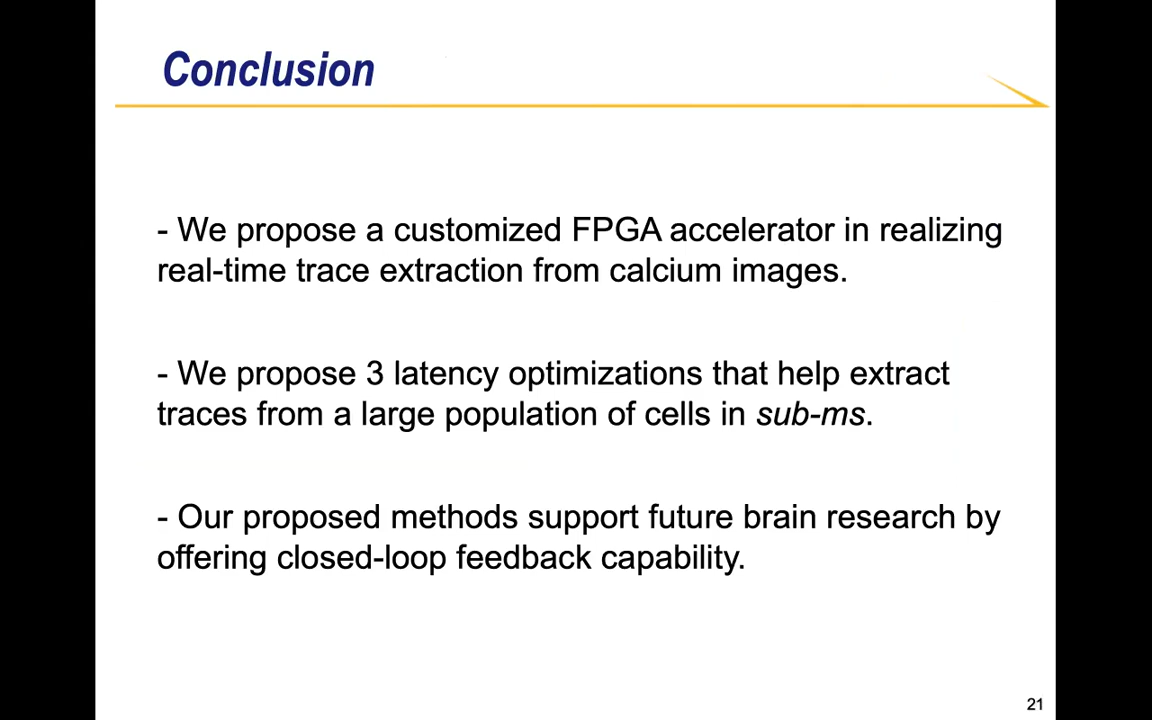 Conclusion
- We propose a customized FPGA accelerator in realizing
real-time trace extraction from calcium images.
- We propose 3 latency optimizations that help extract
traces from a large population of cells in sub-ms.
- Our proposed methods support future brain research by
offering closed-loop feedback capability.
21